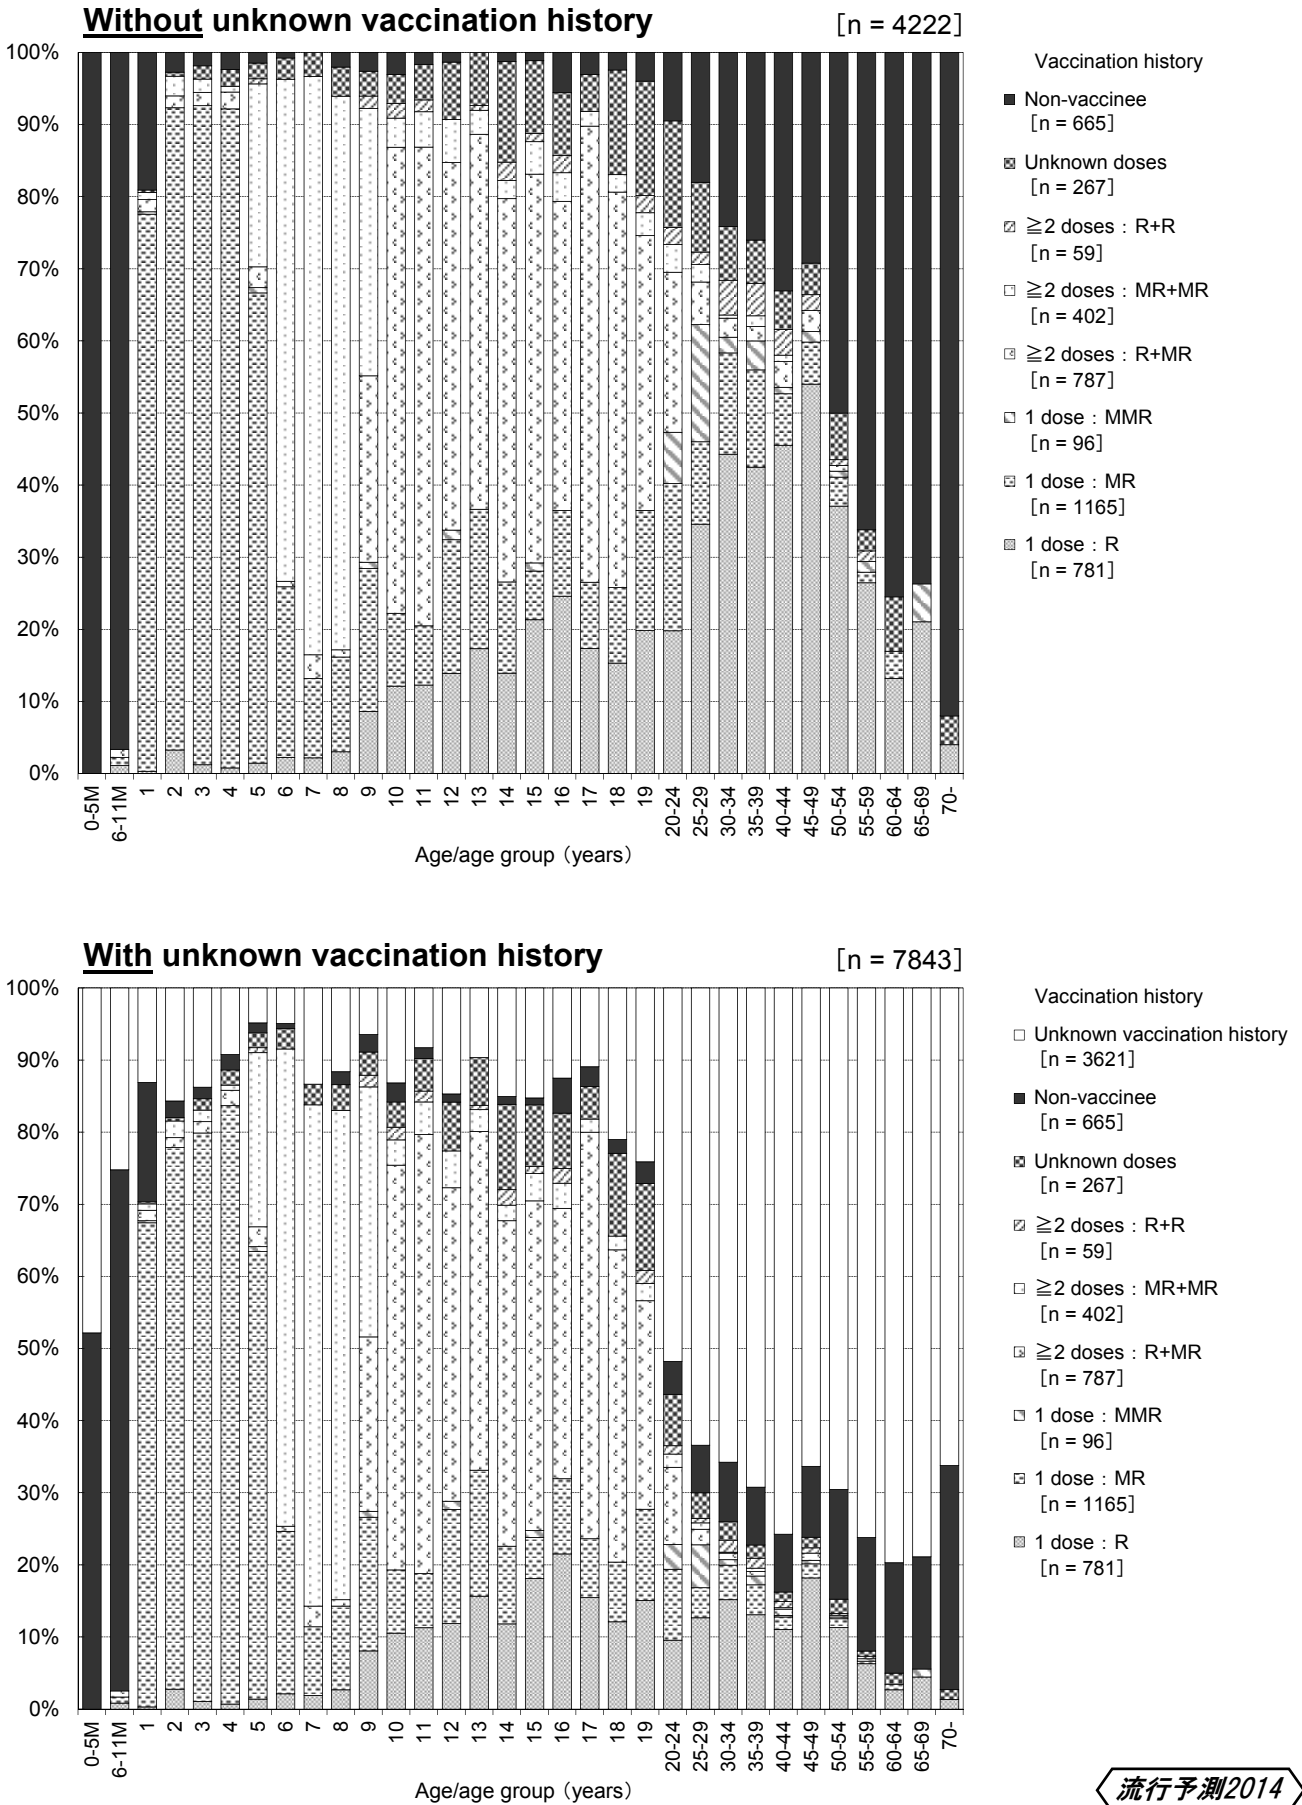 Without unknown vaccination history [n = 4222]
100%
90%
80%
70%
60%
50%
40%
30%
20%
10%
0%
0-5M 6-11M 1 2 3 4 5 6 7 8 9 10 11 12 13 14 15 16 17 18 19 20-24 25-29 30-34 35-39 40-44 45-49 50-54 55-59 60-64 65-69 70-
Age/age group (years)
Vaccination history
Non-vaccinee
[n = 665]
Unknown doses
[n = 267]
≧2 doses : R+R
[n = 59]
≧2 doses : MR+MR
[n = 402]
≧2 doses : R+MR
[n = 787]
1 dose : MMR
[n = 96]
1 dose : MR
[n = 1165]
1 dose : R
[n = 781]
With unknown vaccination history [n = 7843]
100%
90%
80%
70%
60%
50%
40%
30%
20%
10%
0%
0-5M 6-11M 1 2 3 4 5 6 7 8 9 10 11 12 13 14 15 16 17 18 19 20-24 25-29 30-34 35-39 40-44 45-49 50-54 55-59 60-64 65-69 70-
Age/age group (years)
Vaccination history
Unknown vaccination history
[n = 3621]
Non-vaccinee
[n = 665]
Unknown doses
[n = 267]
≧2 doses : R+R
[n = 59]
≧2 doses : MR+MR
[n = 402]
≧2 doses : R+MR
[n = 787]
1 dose : MMR
[n = 96]
1 dose : MR
[n = 1165]
1 dose : R
[n = 781]
流行予測2014